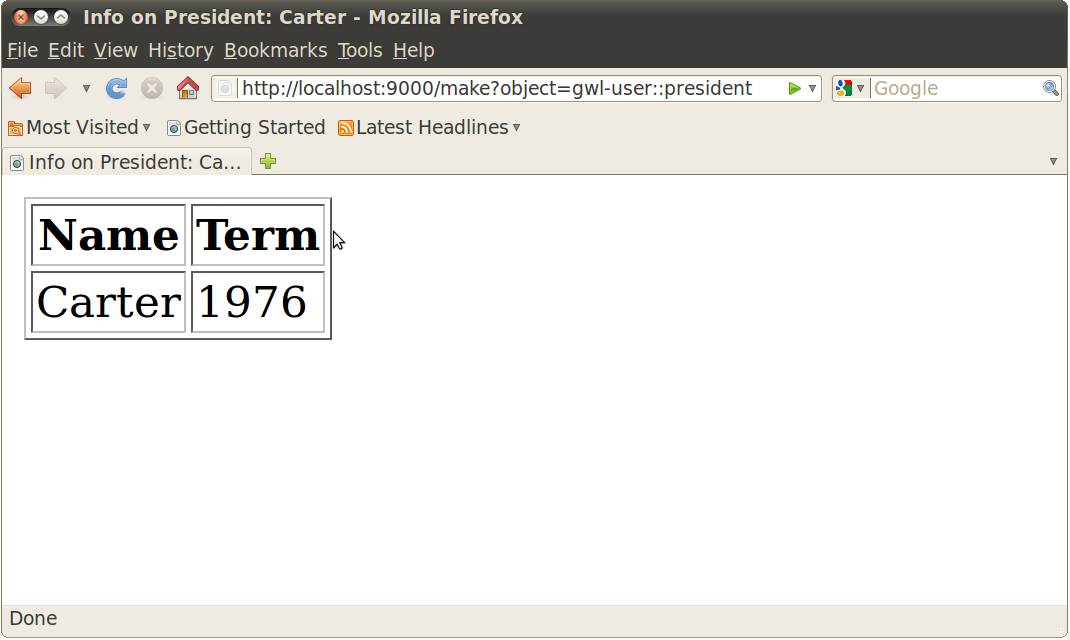 Info on President: Carter - Mozilla Firefox
File Edit View History Bookmarks Tools Help
http://localhost:9000/make?object=gwl-user::president Google
Most Visited Getting Started Latest Headlines
Info on President: Ca...
Name Term
Carter 1976
Done